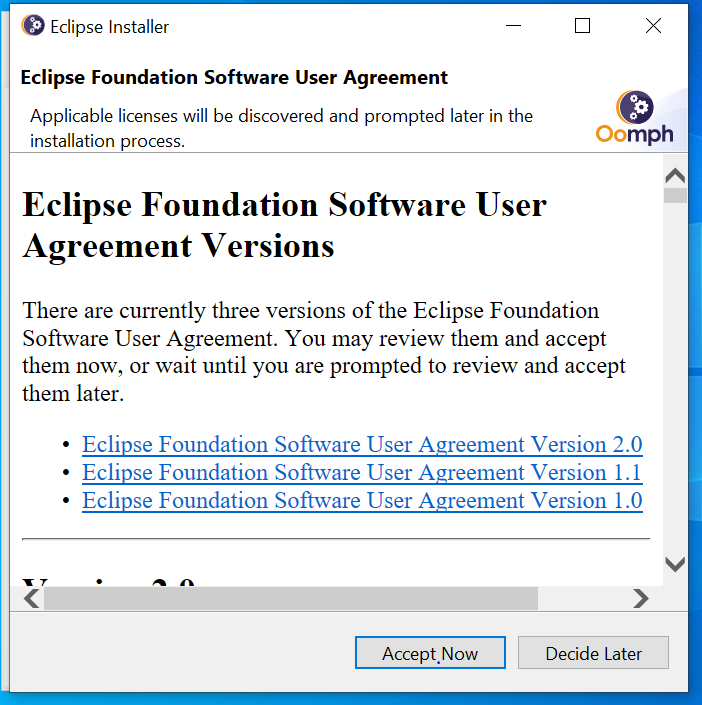 Eclipse Installer
Eclipse Foundation Software User Agreement
Applicable licenses will be discovered and prompted later in the
installation process.
Oomph
Eclipse Foundation Software User
Agreement Versions
There are currently three versions of the Eclipse Foundation
Software User Agreement. You may review them and accept
them now, or wait until you are prompted to review and accept
them later.
• Eclipse Foundation Software User Agreement Version 2.0
• Eclipse Foundation Software User Agreement Version 1.1
• Eclipse Foundation Software User Agreement Version 1.0
Version 2.0
Accept Now
Decide Later